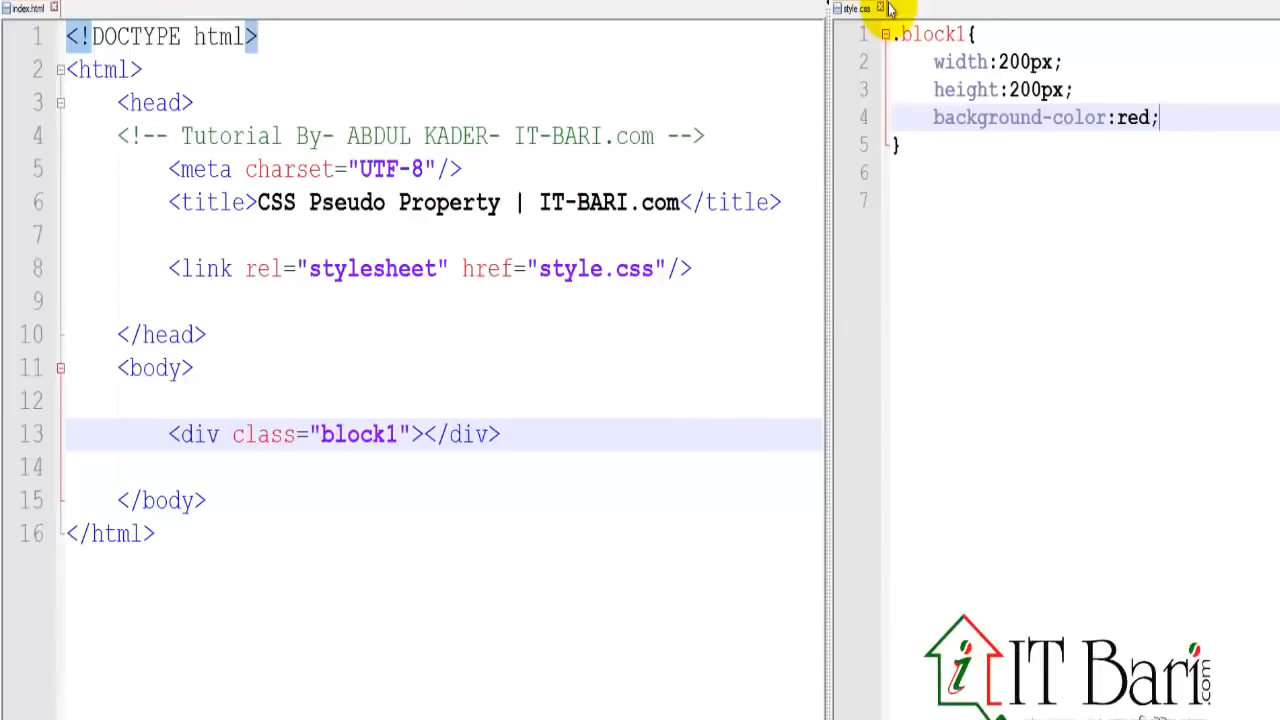 index.html
1 <!DOCTYPE html>
2 <html>
3 <head>
4 <!-- Tutorial By- ABDUL KADER- IT-BARI.com -->
5 <meta charset="UTF-8"/>
6 <title>CSS Pseudo Property | IT-BARI.com</title>
7
8 <link rel="stylesheet" href="style.css"/>
9
10 </head>
11 <body>
12
13 <div class="block1"></div>
14
15 </body>
16 </html>
style.css
1 .block1{
2 width:200px;
3 height:200px;
4 background-color:red;
5 }
6
7
IT Bari.com